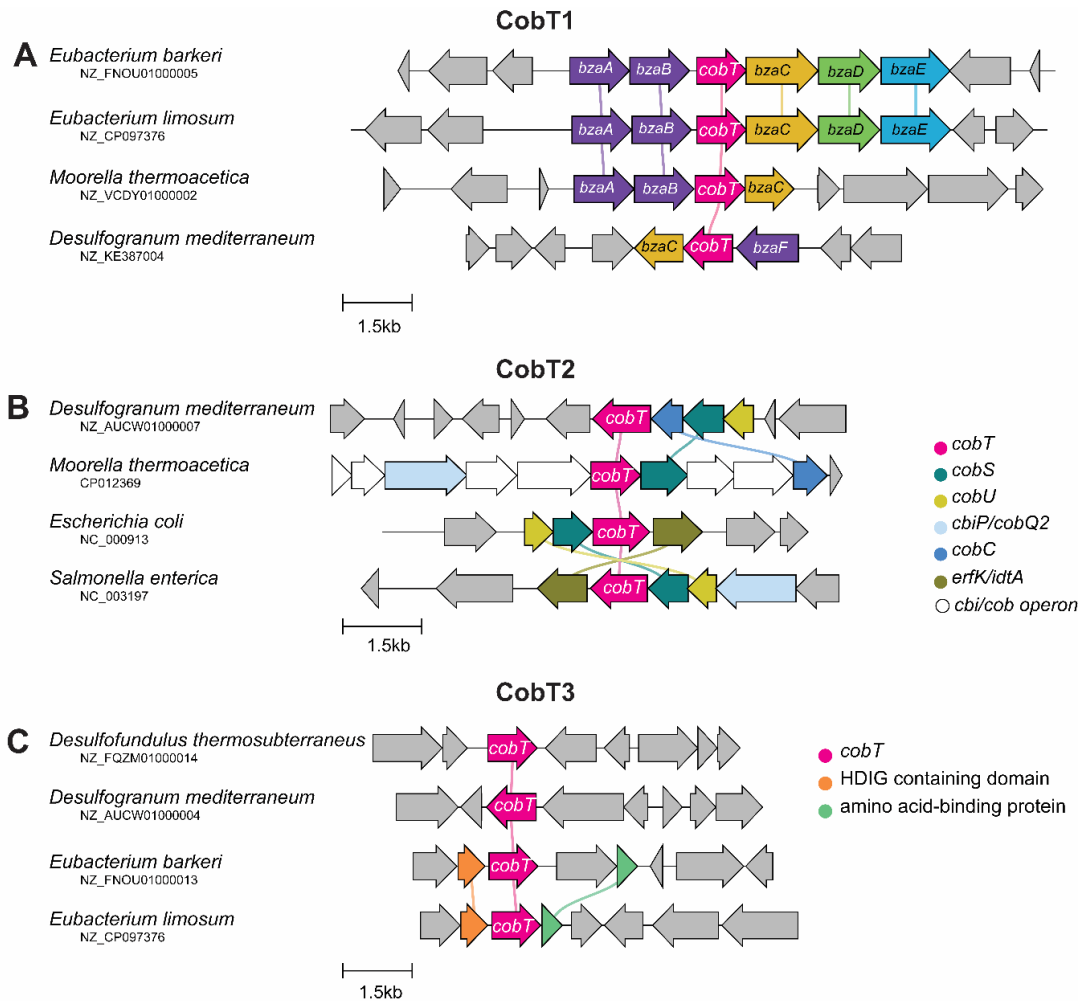 CobT1
A
Eubacterium barkeri
NZ_FNOU01000005
bzaA bzaB cobT bzaC bzaD bzaE
Eubacterium limosum
NZ_CP097376
bzaA bzaB cobT bzaC bzaD bzaE
Moorella thermoacetica
NZ_VCDY01000002
bzaA bzaB cobT bzaC
Desulfogranum mediterraneum
NZ_KE387004
bzaC cobT bzaF
1.5kb
CobT2
B
Desulfogranum mediterraneum
NZ_AUCW01000007
cobT
Moorella thermoacetica
CP012369
cobT
Escherichia coli
NC_000913
cobT
Salmonella enterica
NC_003197
cobT
1.5kb
cobT
cobS
cobU
cbiP/cobQ2
cobC
erfK/idtA
cbi/cob operon
CobT3
C
Desulfofundulus thermosubterraneus
NZ_FQZM01000014
cobT
Desulfogranum mediterraneum
NZ_AUCW01000004
cobT
Eubacterium barkeri
NZ_FNOU01000013
cobT
Eubacterium limosum
NZ_CP097376
cobT
1.5kb
cobT
HDIG containing domain
amino acid-binding protein